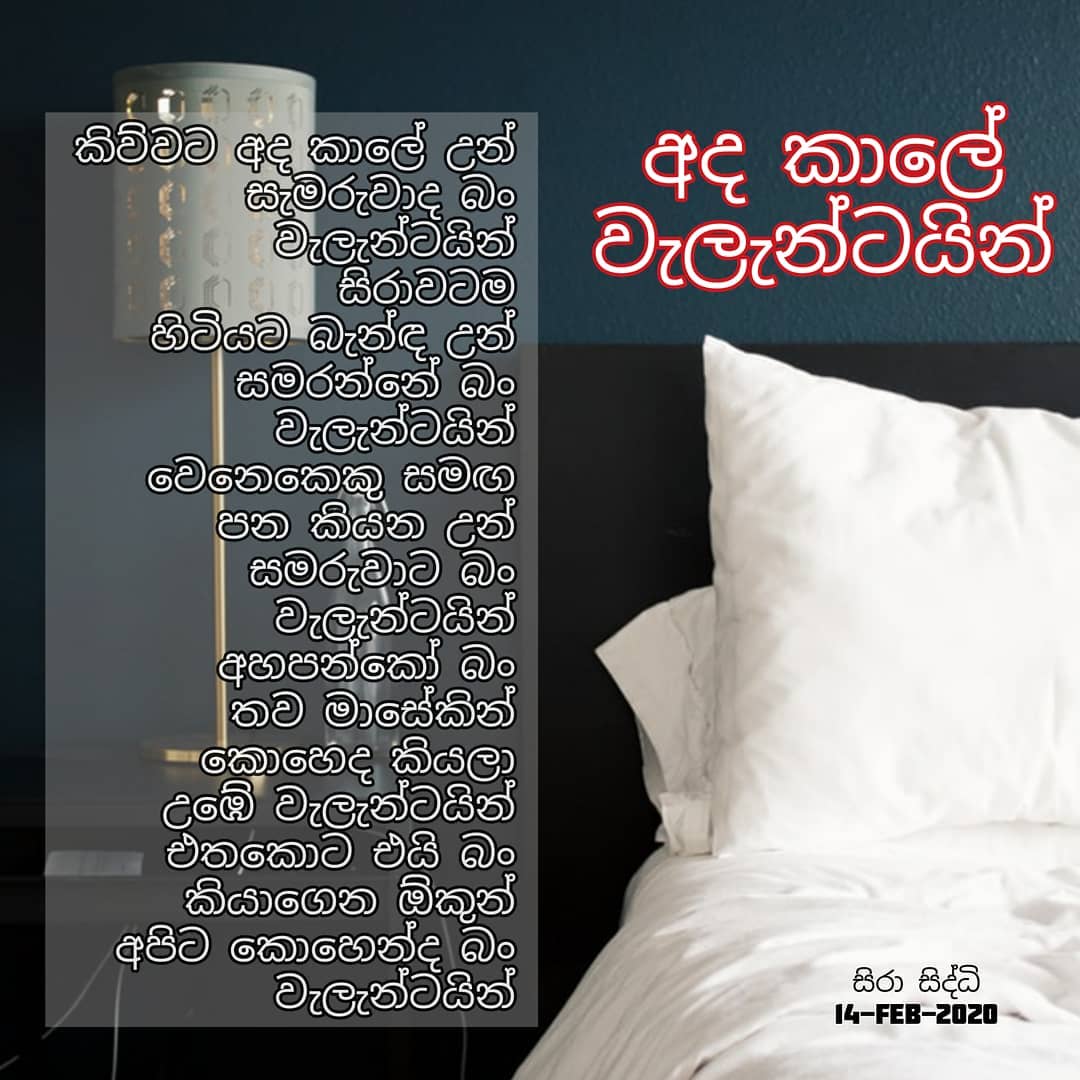 අද කාලේ
වැලැන්ටයින්
කිව්වට අද කාලේ උන්
සැමරුවාද බං
වැලැන්ටයින්
සිරාවටම
හිටියට බැන්ඳ උන්
සමරන්නේ බං
වැලැන්ටයින්
වෙනෙකෙකු සමඟ
පන කියන උන්
සමරුවාට බං
වැලැන්ටයින්
අහපන්කෝ බං
තව මාසේකින්
කොහෙද කියලා
උඹේ වැලැන්ටයින්
එතකොට එයි බං
කියාගෙන ඕකුන්
අපිට කොහෙන්ද බං
වැලැන්ටයින්
සිරා සිද්ධි
14-FEB-2020